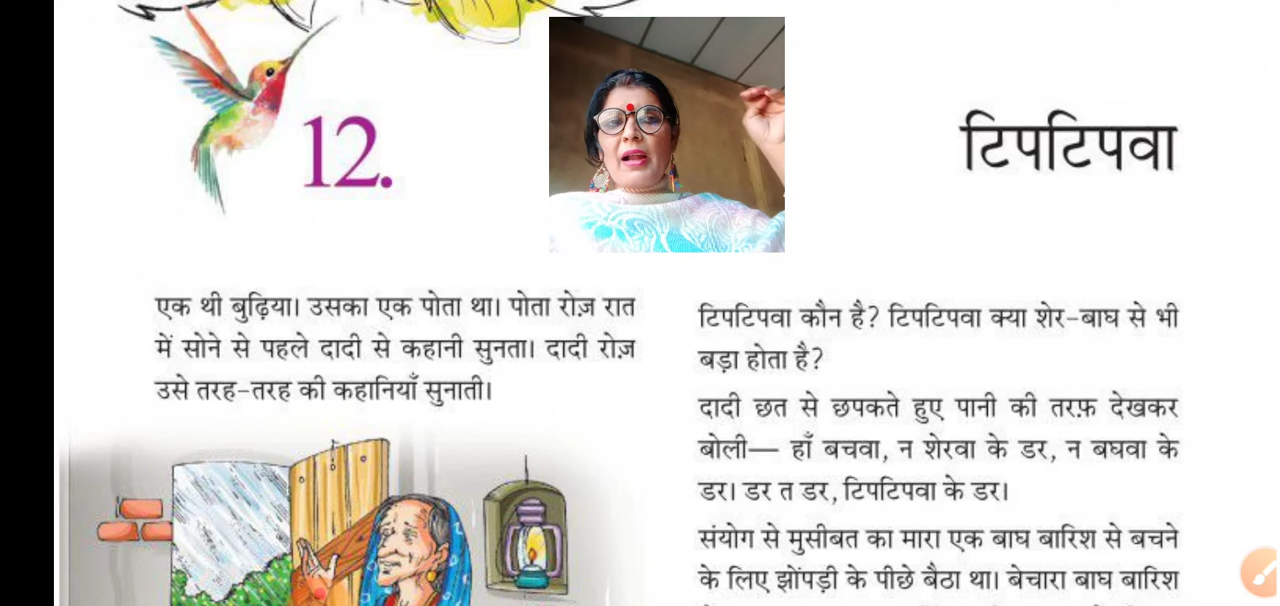 12.
टिपटिपवा
एक थी बुढ़िया। उसका एक पोता था। पोता रोज़ रात
में सोने से पहले दादी से कहानी सुनता। दादी रोज़
उसे तरह-तरह की कहानियाँ सुनाती।
टिपटिपवा कौन है? टिपटिपवा क्या शेर-बाघ से भी
बड़ा होता है?
दादी छत से छपकते हुए पानी की तरफ़ देखकर
बोली— हाँ बचवा, न शेरवा के डर, न बघवा के
डर। डर त डर, टिपटिपवा के डर।
संयोग से मुसीबत का मारा एक बाघ बारिश से बचने
के लिए झोंपड़ी के पीछे बैठा था। बेचारा बाघ बारिश